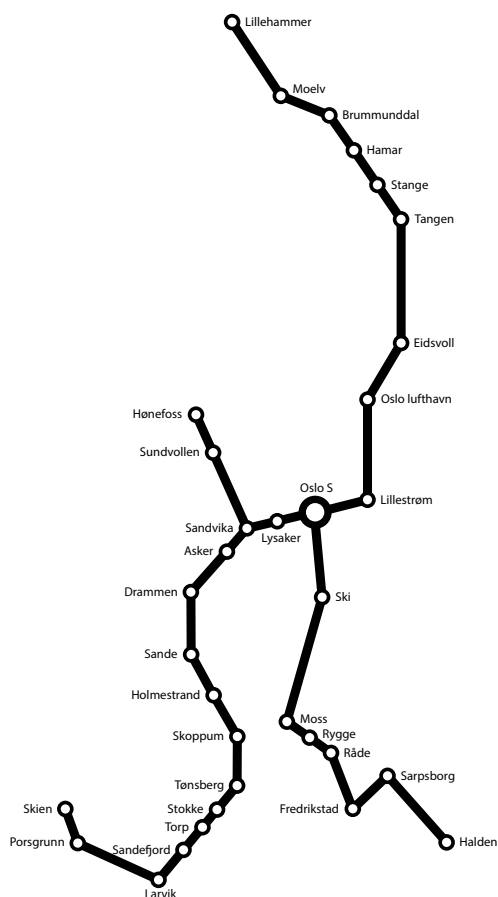 Lillehammer
Moelv
Brummunddal
Hamar
Stange
Tangen
Eidsvoll
Oslo lufthavn
Hønefoss
Sundvollen
Oslo S
Lillestrøm
Sandvika
Lysaker
Asker
Drammen
Ski
Sande
Holmestrand
Moss
Skoppum
Rygge
Råde
Sarpsborg
Tønsberg
Skien
Stokke
Fredrikstad
Torp
Porsgrunn
Sandefjord
Halden
Larvik